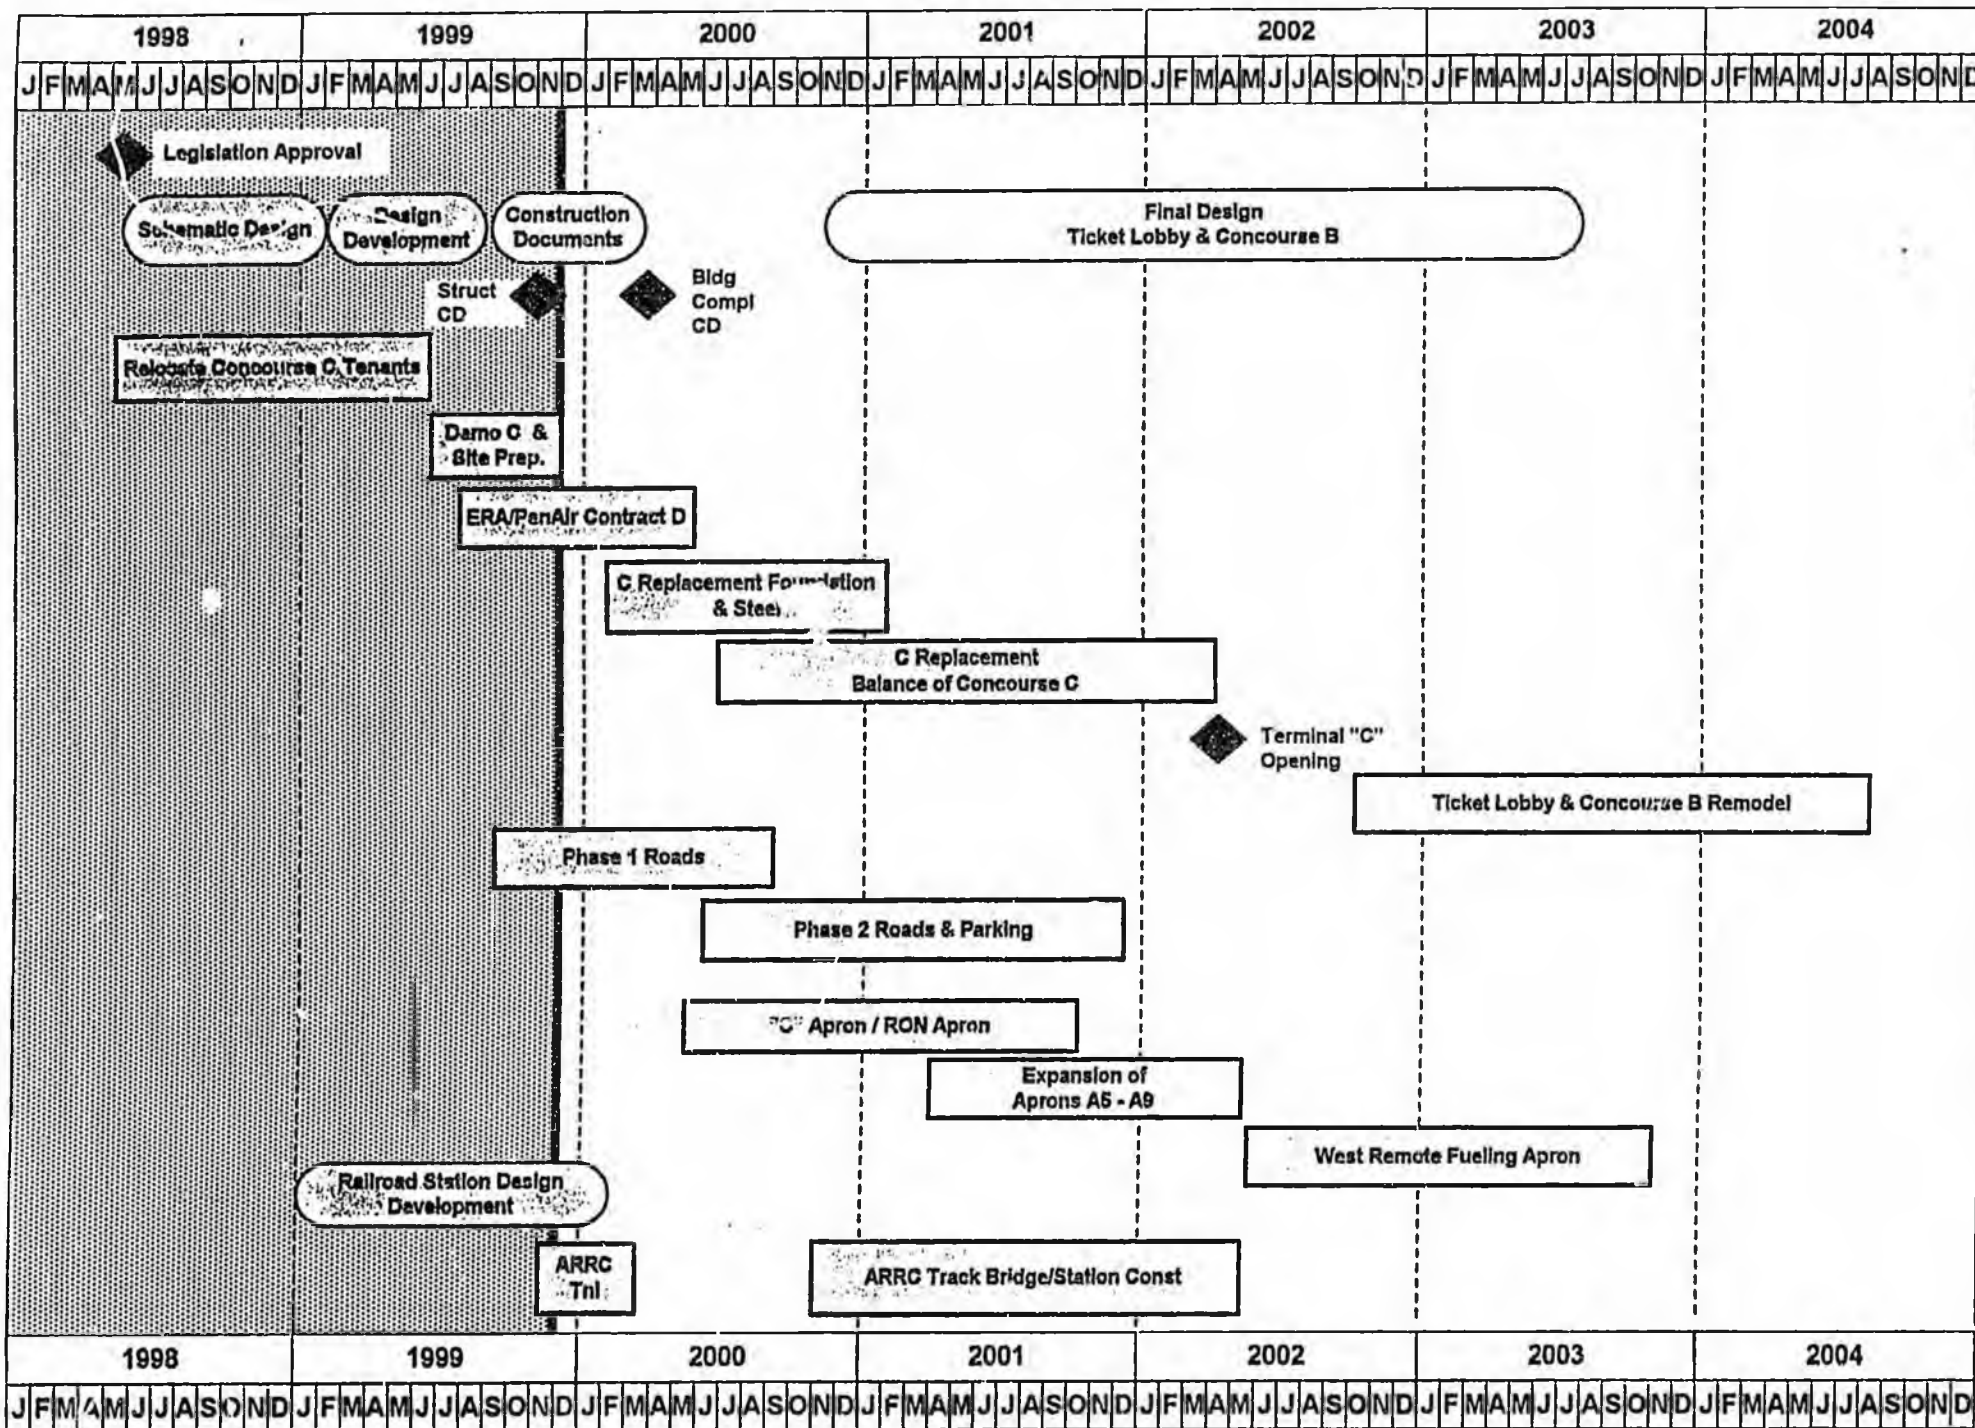 1998 1999 2000 2001 2002 2003 2004
J F M A M J J A S O N D J F M A M J J A S O N D J F M A M J J A S O N D J F M A M J J A S O N D J F M A M J J A S O N D J F M A M J J A S O N D J F M A M J J A S O N D
Legislation Approval
Schematic Design
Design
Development
Construction
Documents
Final Design
Ticket Lobby & Concourse B
Struct
CD
Bldg
Compl
CD
Relocate Concourse C Tenants
Demo C &
Site Prep.
ERA/PenAir Contract D
C Replacement Foundation
& Steel
C Replacement
Balance of Concourse C
Terminal "C"
Opening
Ticket Lobby & Concourse B Remodel
Phase 1 Roads
Phase 2 Roads & Parking
"C" Apron / RON Apron
Expansion of
Aprons A5 - A9
West Remote Fueling Apron
Railroad Station Design
Development
ARRC
Tnl
ARRC Track Bridge/Station Const
1998 1999 2000 2001 2002 2003 2004
J F M A M J J A S O N D J F M A M J J A S O N D J F M A M J J A S O N D J F M A M J J A S O N D J F M A M J J A S O N D J F M A M J J A S O N D J F M A M J J A S O N D